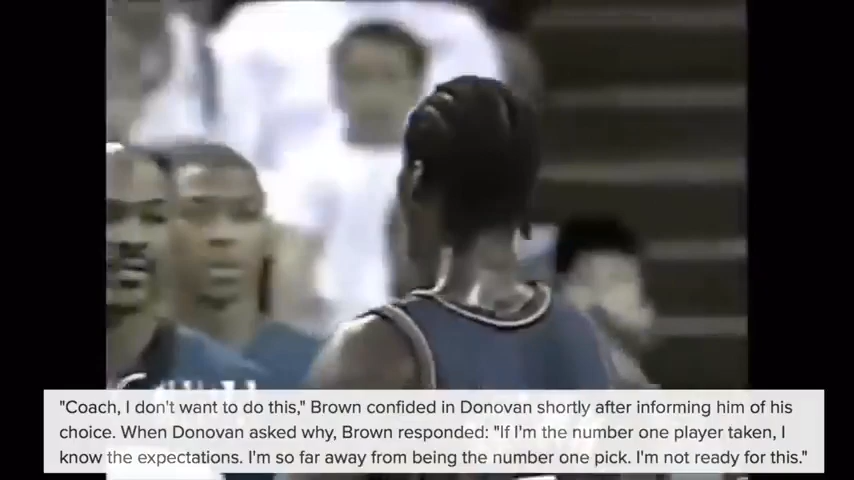 "Coach, I don't want to do this," Brown confided in Donovan shortly after informing him of his
choice. When Donovan asked why, Brown responded: "If I'm the number one player taken, I
know the expectations. I'm so far away from being the number one pick. I'm not ready for this."